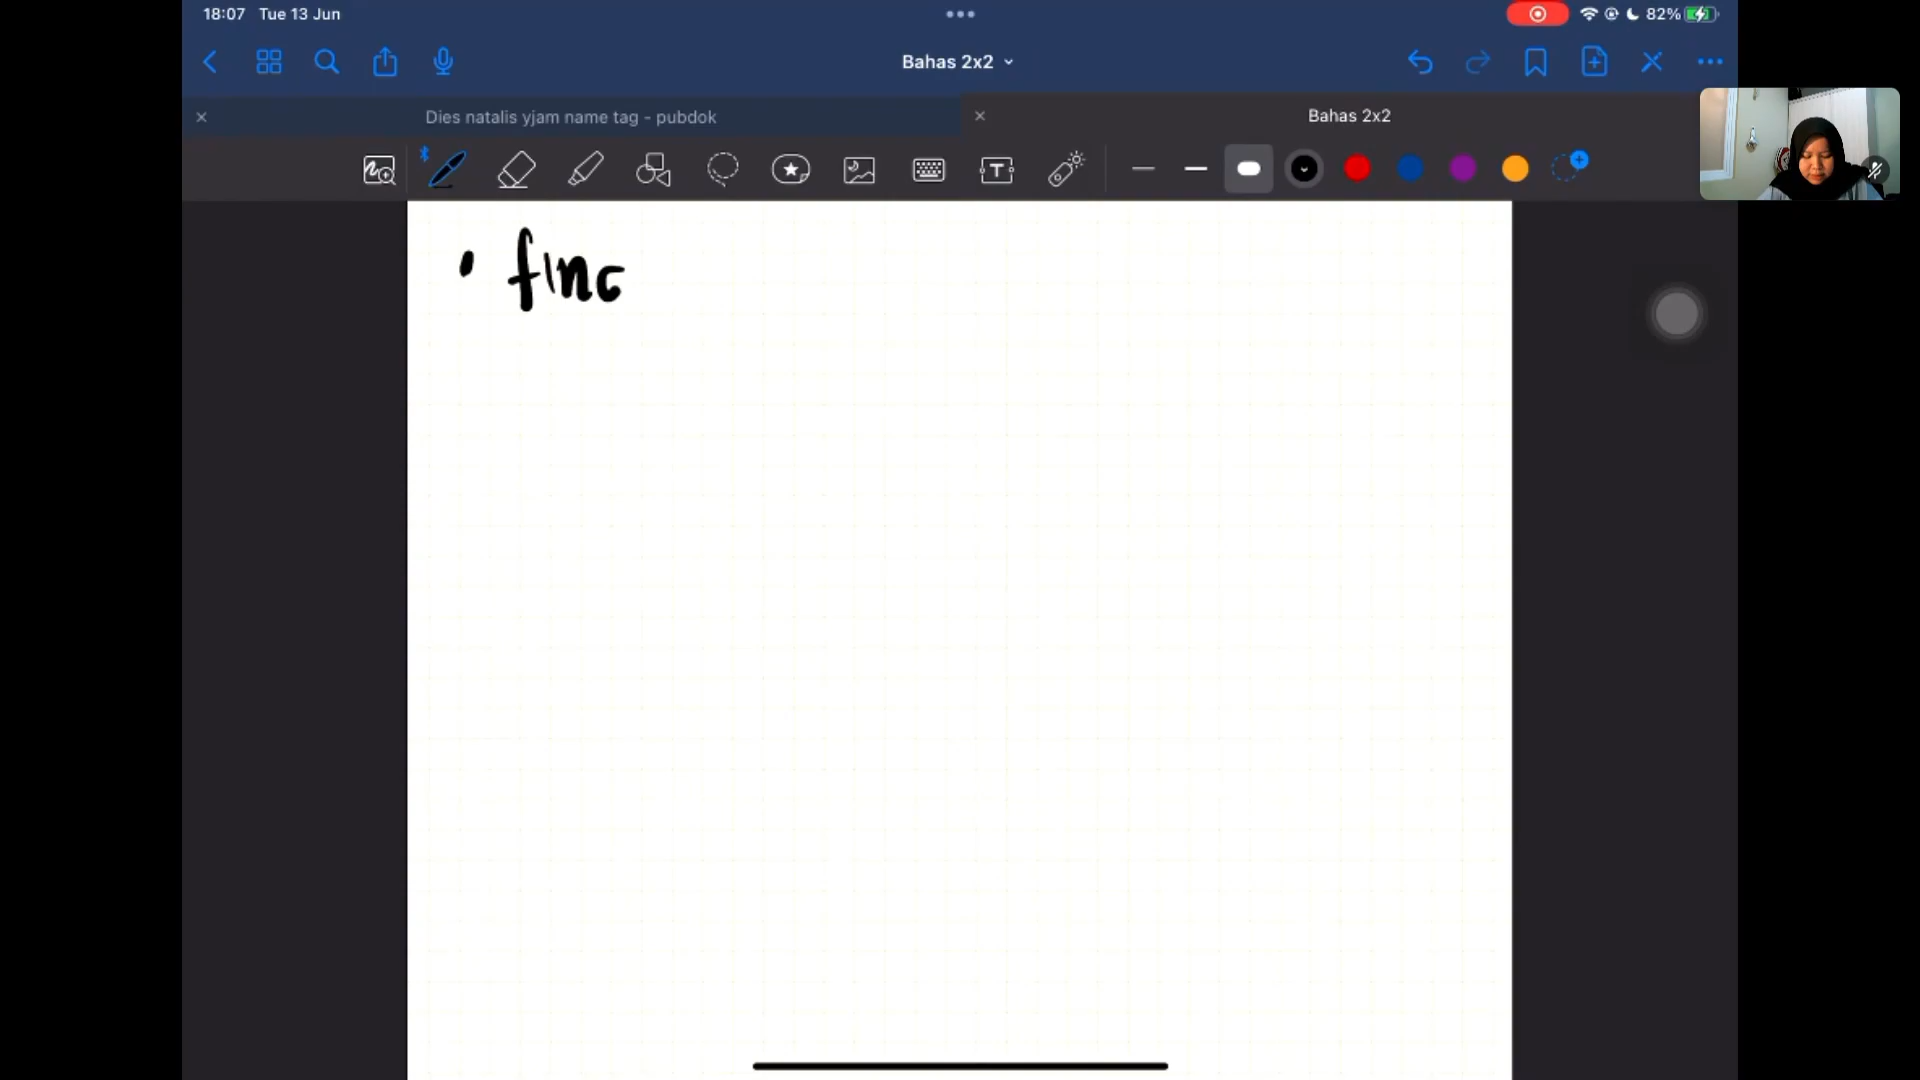 18:07 Tue 13 Jun 82%
Bahas 2x2
Dies natalis yjam name tag - pubdok
Bahas 2x2
T
• finc